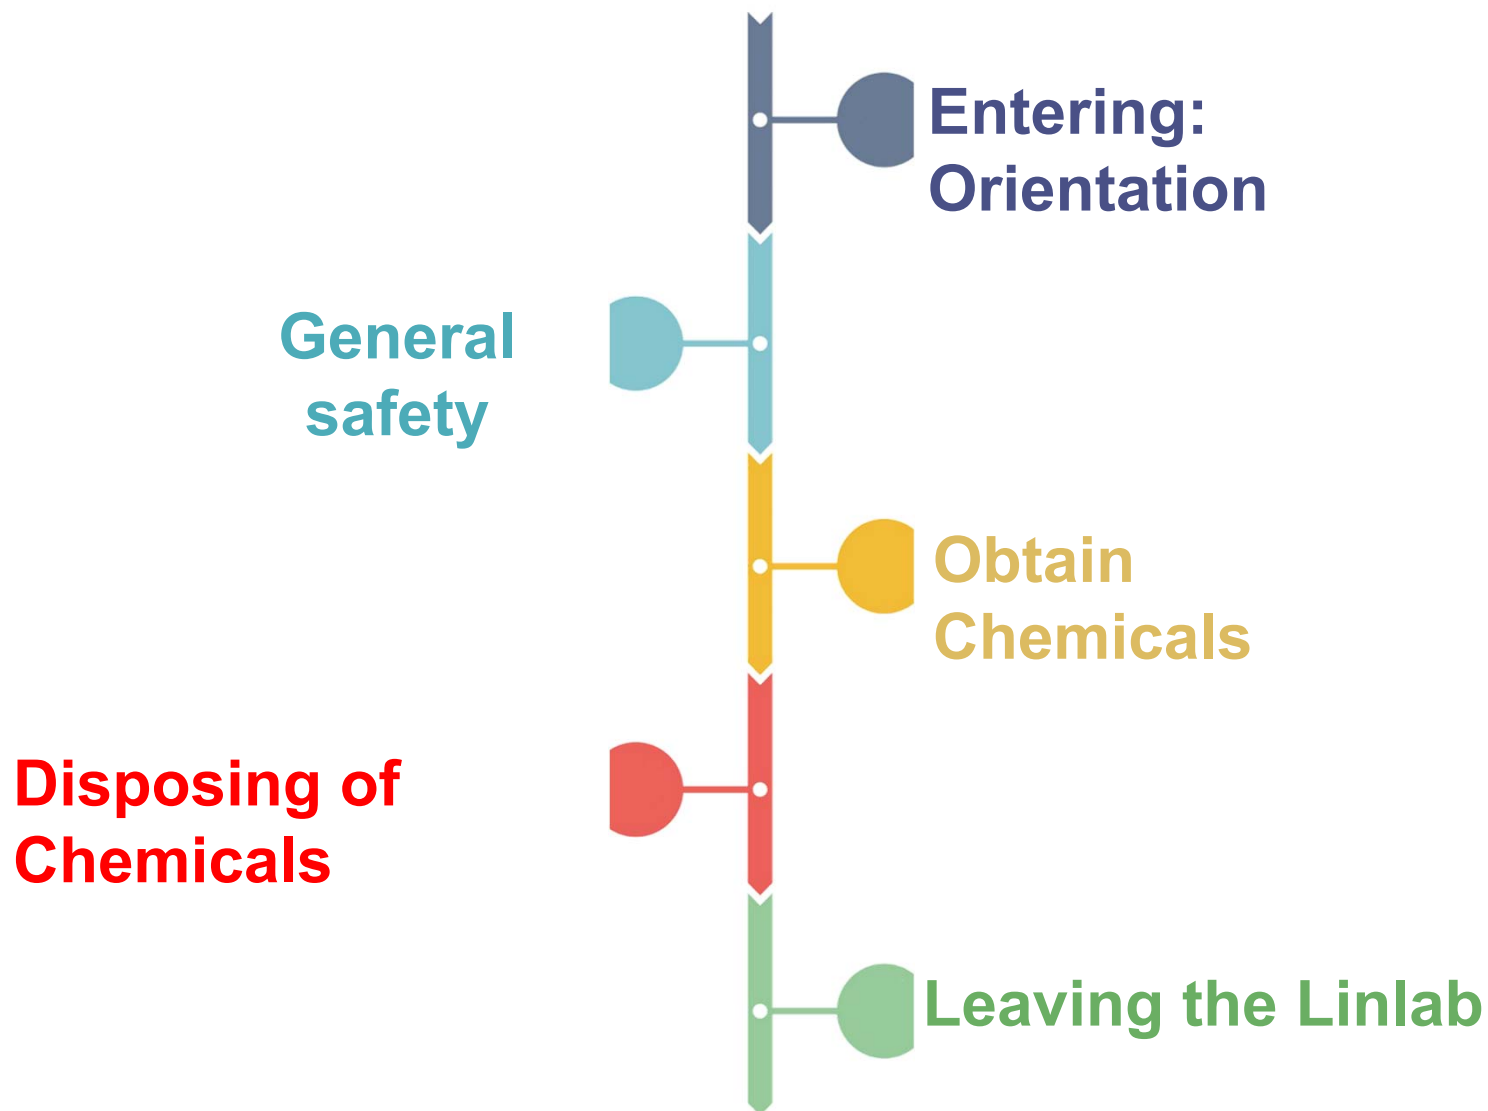 Entering:
Orientation
General
safety
Obtain
Chemicals
Disposing of
Chemicals
Leaving the Linlab